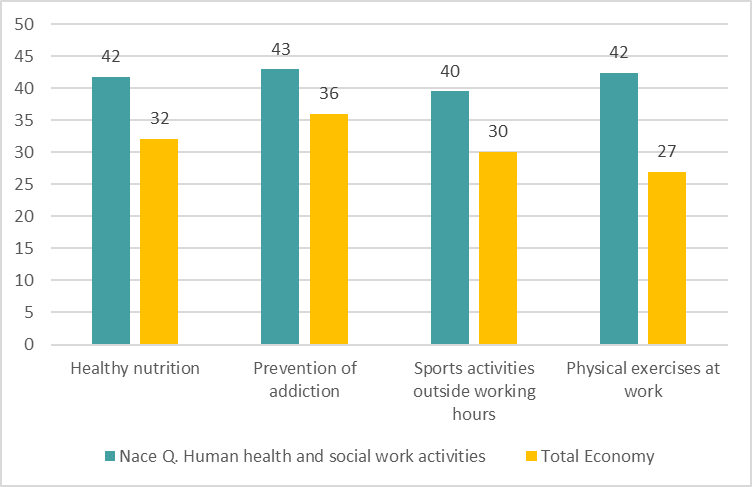 50
45
40
35
30
25
20
15
10
5
0
42
32
43
36
40
30
42
27
Healthy nutrition
Prevention of
addiction
Sports activities
outside working
hours
Physical exercises at
work
Nace Q. Human health and social work activities
Total Economy